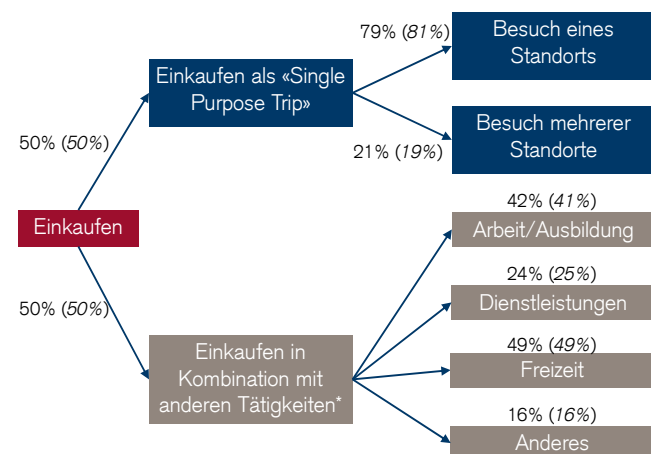 79% (81%)
Besuch eines
Standorts
Einkaufen als «Single
Purpose Trip»
50% (50%)
Besuch mehrerer
Standorte
21% (19%)
42% (41%)
Einkaufen
Arbeit/Ausbildung
24% (25%)
Dienstleistungen
50% (50%)
49% (49%)
Einkaufen in
Kombination mit
anderen Tätigkeiten*
Freizeit
16% (16%)
Anderes